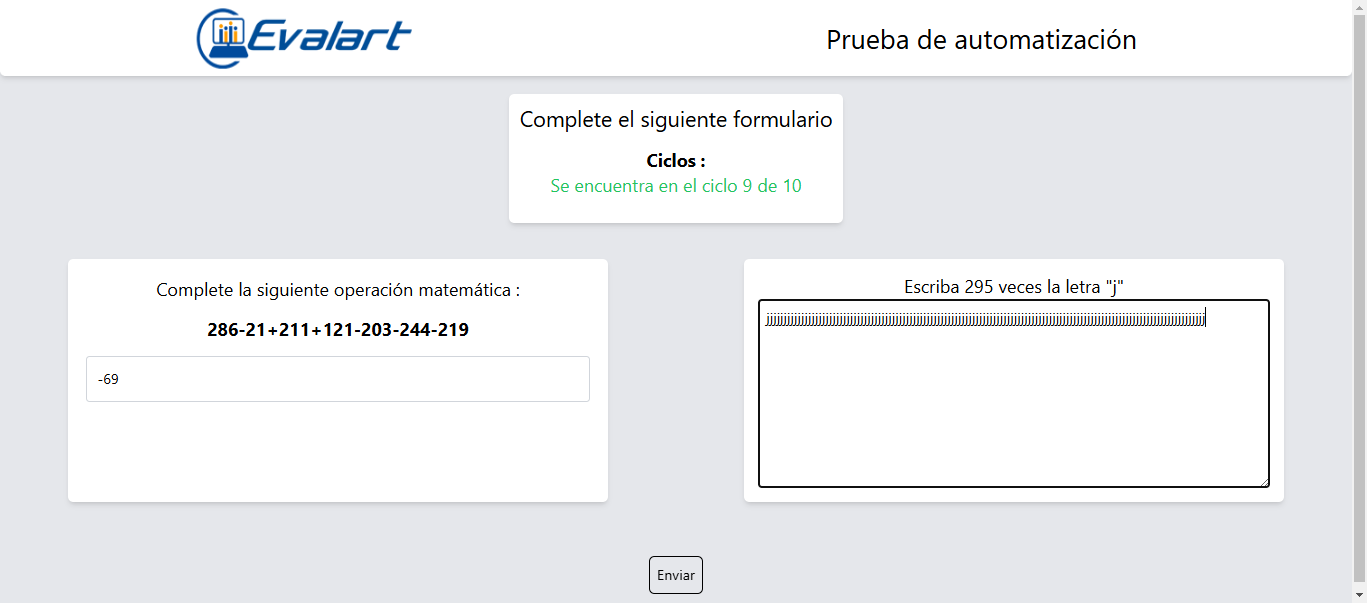 Evalart
Prueba de automatización
Complete el siguiente formulario
Ciclos :
Se encuentra en el ciclo 9 de 10
Complete la siguiente operación matemática :
286-21+211+121-203-244-219
-69
Escriba 295 veces la letra "j"
Enviar